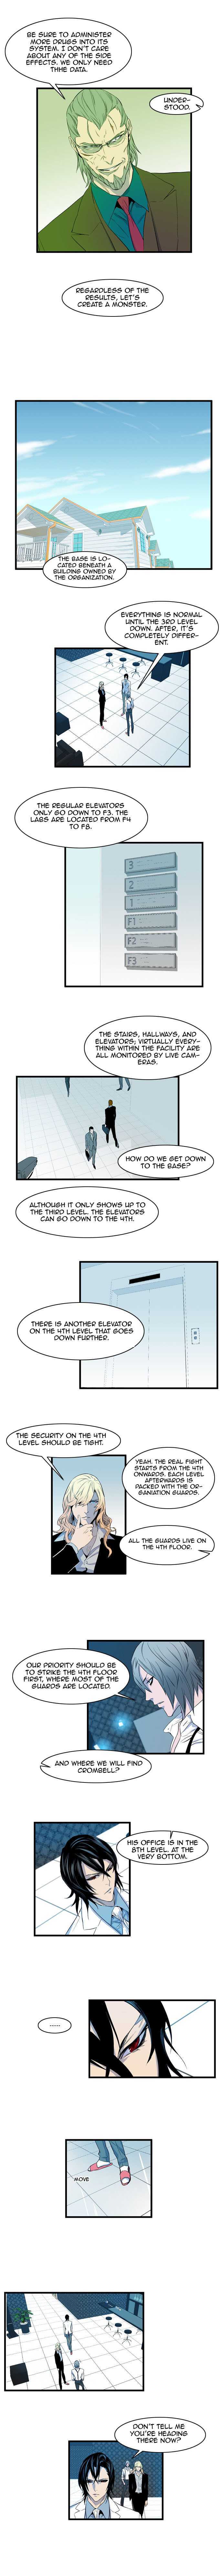 BE SURE TO ADMINISTER
MORE DRUGS INTO ITS
SYSTEM. I DON'T CARE
ABOUT ANY OF THE SIDE
EFFECTS. WE ONLY NEED
THHE DATA.
UNDER-
STOOD.
REGARDLESS OF THE
RESULTS, LET'S
CREATE A MONSTER.
THE BASE IS LO-
CATED BENEATH A
BUILDING OWNED BY
THE ORGANIZATION.
EVERYTHING IS NORMAL
UNTIL THE 3RD LEVEL
DOWN. AFTER, IT'S
COMPLETELY DIFFER-
ENT.
THE REGULAR ELEVATORS
ONLY GO DOWN TO F3. THE
LABS ARE LOCATED FROM F4
TO F8.
3
2
1
F1
F2
F3
THE STAIRS, HALLWAYS, AND
ELEVATORS; VIRTUALLY EVERY-
THING WITHIN THE FACILITY ARE
ALL MONITORED BY LIVE CAM-
ERAS.
HOW DO WE GET DOWN
TO THE BASE?
ALTHOUGH IT ONLY SHOWS UP TO
THE THIRD LEVEL. THE ELEVATORS
CAN GO DOWN TO THE 4TH.
THERE IS ANOTHER ELEVATOR
ON THE 4TH LEVEL THAT GOES
DOWN FURTHER.
THE SECURITY ON THE 4TH
LEVEL SHOULD BE TIGHT.
YEAH. THE REAL FIGHT
STARTS FROM THE 4TH
ONWARDS. EACH LEVEL
AFTERWARDS IS
PACKED WITH THE OR-
GANIATION GUARDS.
ALL THE GUARDS LIVE ON
THE 4TH FLOOR.
OUR PRIORITY SHOULD BE
TO STRIKE THE 4TH FLOOR
FIRST, WHERE MOST OF THE
GUARDS ARE LOCATED.
AND WHERE WE WILL FIND
CROMBELL?
HIS OFFICE IS IN THE
8TH LEVEL. AT THE
VERY BOTTOM.
.....
MOVE
DON'T TELL ME
YOU'RE HEADING
THERE NOW?